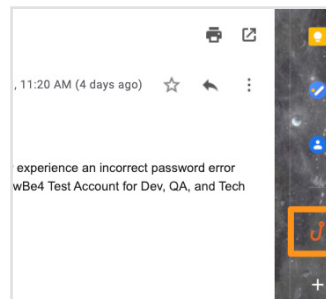 , 11:20 AM (4 days ago)
experience an incorrect password error
wBe4 Test Account for Dev, QA, and Tech